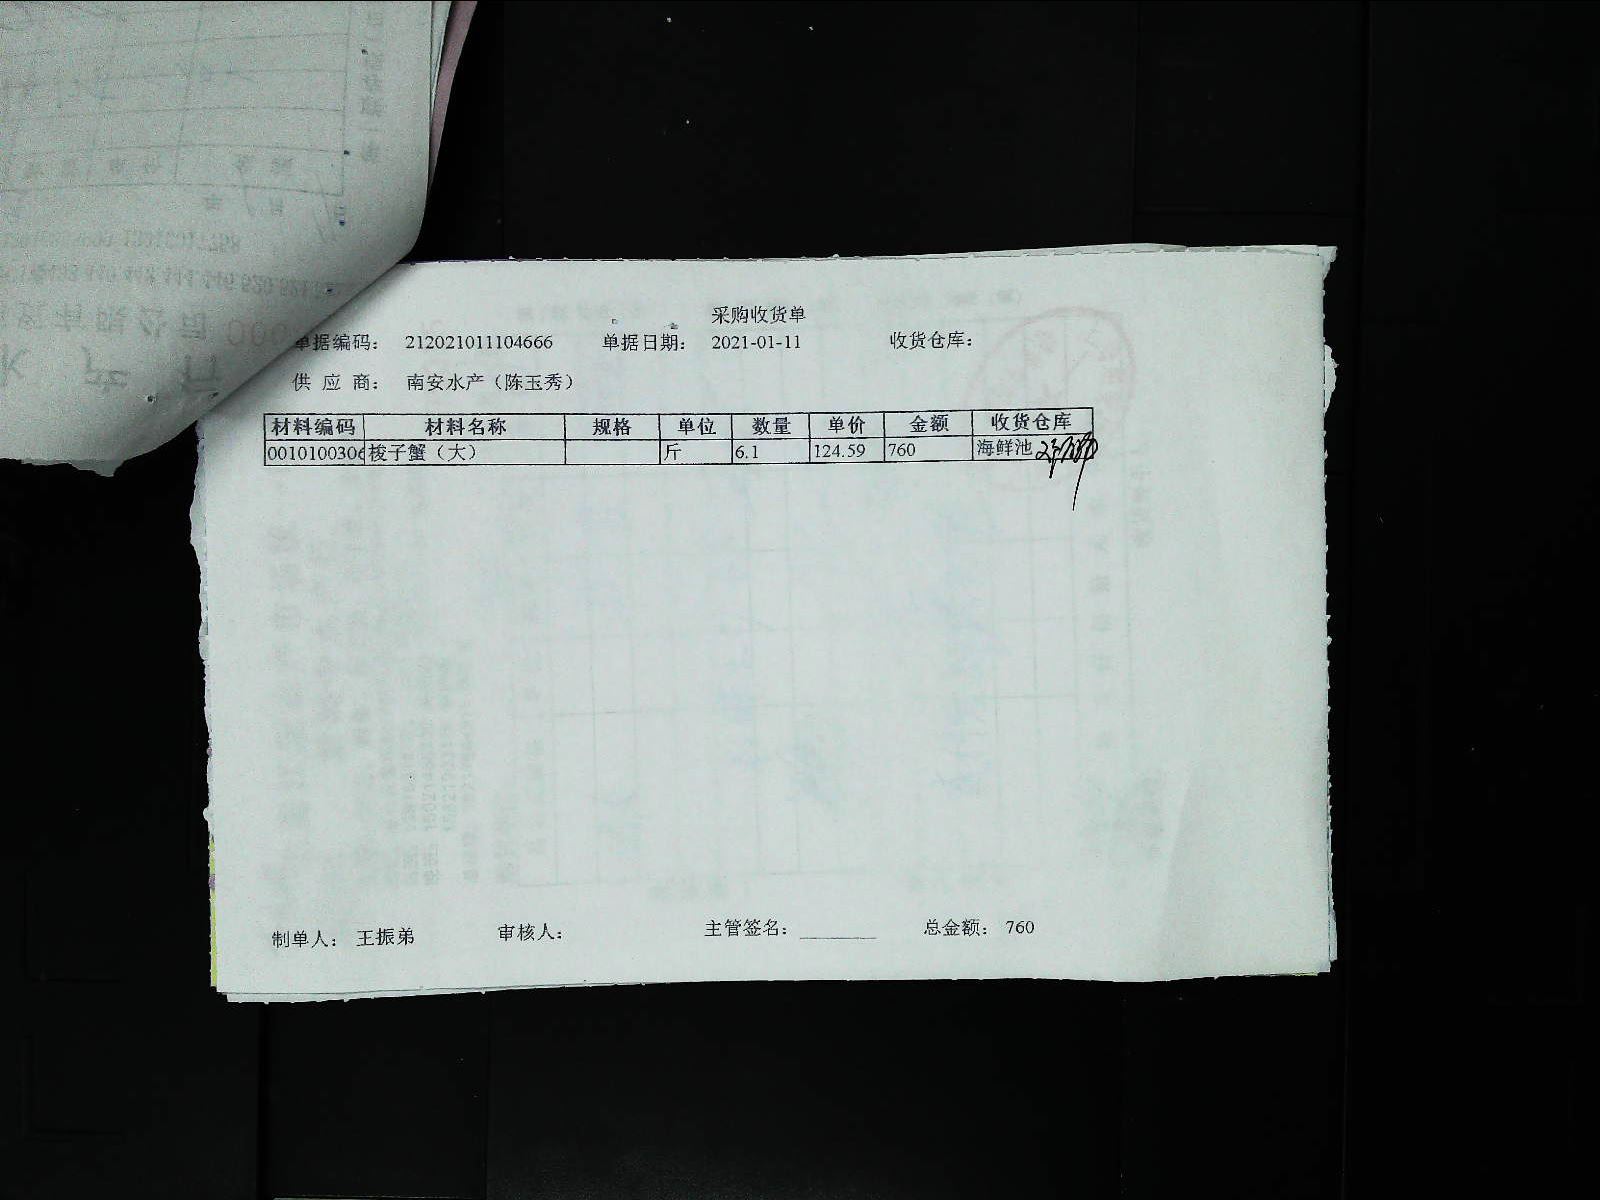 采购收货单
单据编码： 212021011104666 单据日期： 2021-01-11 收货仓库：
供 应 商： 南安水产（陈玉秀）
材料编码 材料名称 规格 单位 数量 单价 金额 收货仓库
0010100306 梭子蟹（大） 斤 6.1 124.59 760 海鲜池
制单人： 王振弟 审核人： 主管签名： 总金额： 760